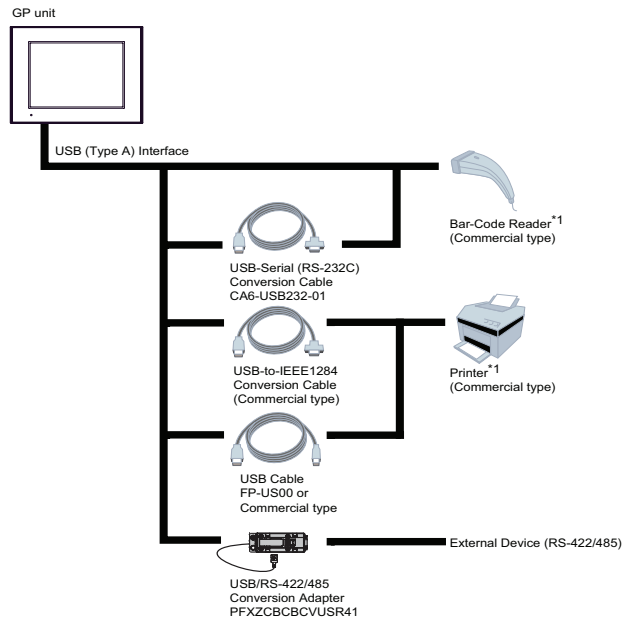 GP unit
USB (Type A) Interface
Bar-Code Reader*1
(Commercial type)
USB-Serial (RS-232C)
Conversion Cable
CA6-USB232-01
USB-to-IEEE1284
Conversion Cable
(Commercial type)
Printer*1
(Commercial type)
USB Cable
FP-US00 or
Commercial type
External Device (RS-422/485)
USB/RS-422/485
Conversion Adapter
PFXZCBCBCVUSR41